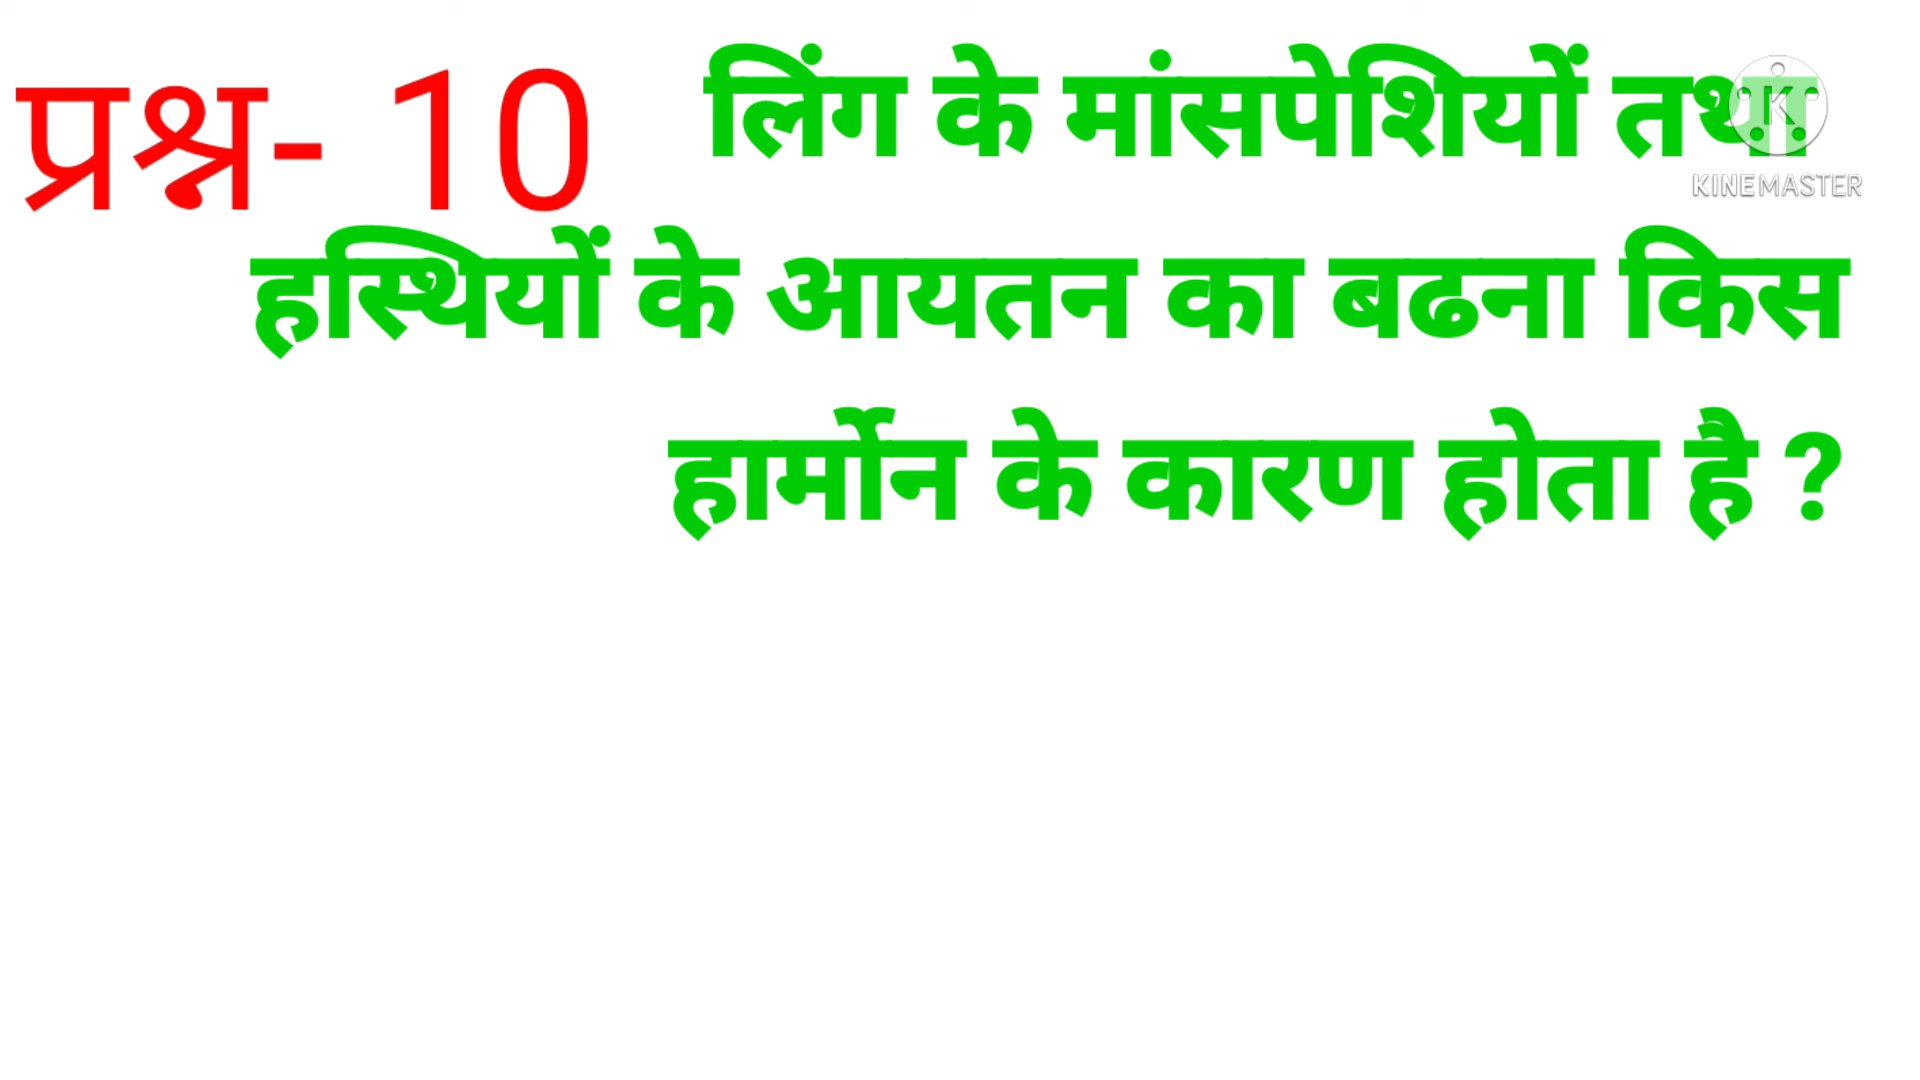 प्रश्न- 10 लिंग के मांसपेशियों तथा
KINEMASTER
हस्थियों के आयतन का बढना किस
हार्मोन के कारण होता है ?